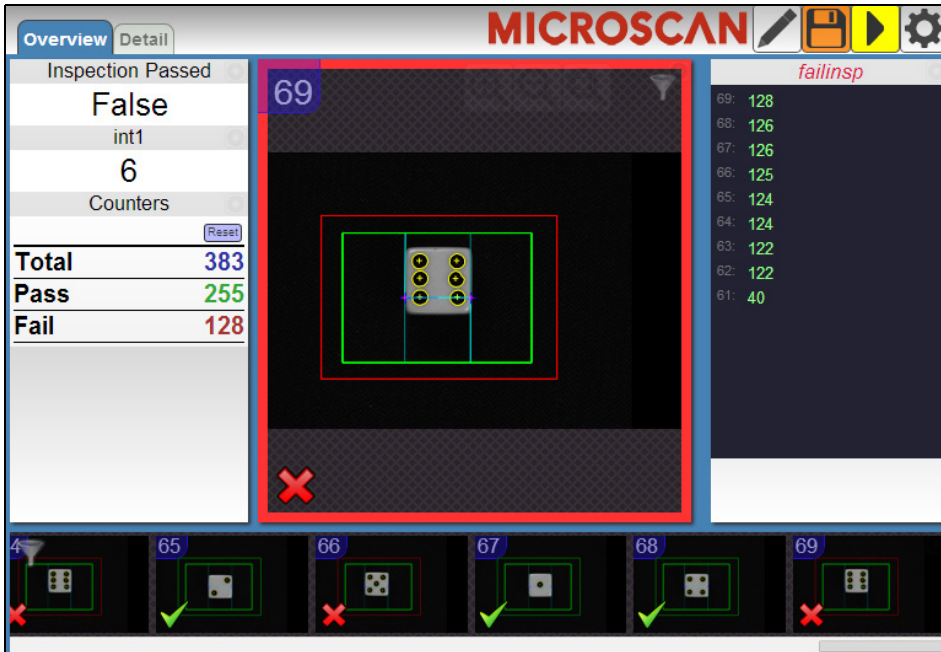 Overview Detail
MICROSCAN
Inspection Passed
False
int1
6
Counters
Reset
Total 383
Pass 255
Fail 128
69
failinsp
69: 128
68: 126
67: 126
66: 125
65: 124
64: 124
63: 122
62: 122
61: 40
4 65 66 67 68 69